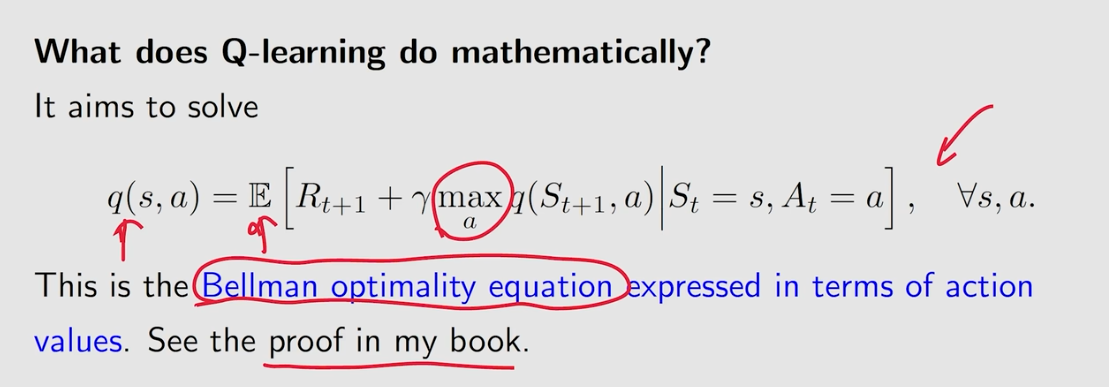 What does Q-learning do mathematically?
It aims to solve
q(s, a) = 𝔼 [R_{t+1} + γ max_a q(S_{t+1}, a) | S_t = s, A_t = a] , ∀s, a.
This is the Bellman optimality equation expressed in terms of action
values. See the proof in my book.